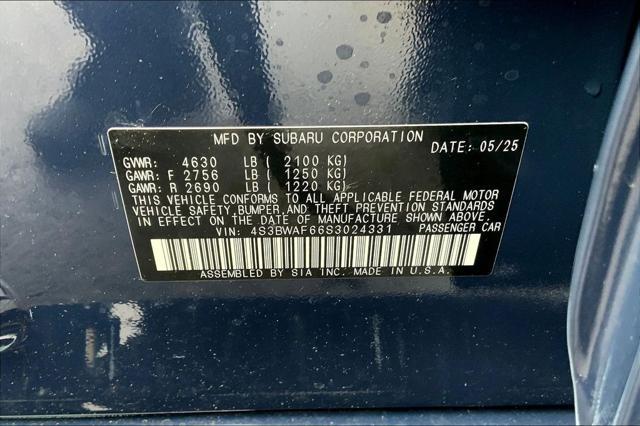 MFD BY SUBARU CORPORATION
DATE: 05/25
GVWR: 4630 LB ( 2100 KG)
GAWR: F 2756 LB ( 1250 KG)
GAWR: R 2690 LB ( 1220 KG)
THIS VEHICLE CONFORMS TO ALL APPLICABLE FEDERAL MOTOR
VEHICLE SAFETY, BUMPER, AND THEFT PREVENTION STANDARDS
IN EFFECT ON THE DATE OF MANUFACTURE SHOWN ABOVE.
VIN: 4S3BWAF66S3024331 PASSENGER CAR
ASSEMBLED BY SIA INC. MADE IN U.S.A.